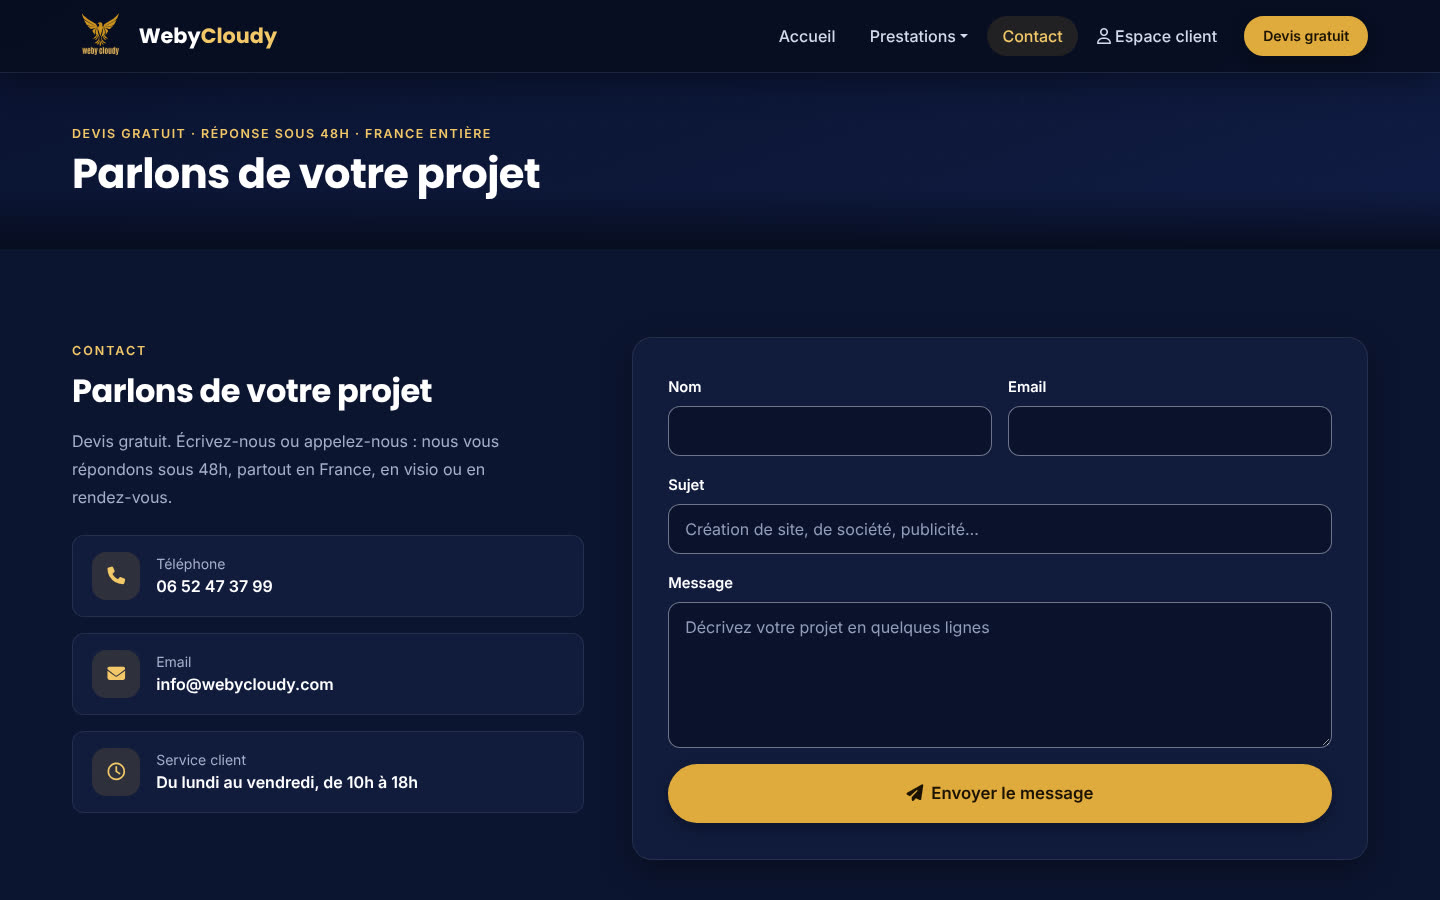 weby cloudy
WebyCloudy
Accueil
Prestations
Contact
Espace client
Devis gratuit
DEVIS GRATUIT · RÉPONSE SOUS 48H · FRANCE ENTIÈRE
Parlons de votre projet
CONTACT
Parlons de votre projet
Devis gratuit. Écrivez-nous ou appelez-nous : nous vous
répondons sous 48h, partout en France, en visio ou en
rendez-vous.
Téléphone
06 52 47 37 99
Email
info@webycloudy.com
Service client
Du lundi au vendredi, de 10h à 18h
Nom
Email
Sujet
Création de site, de société, publicité...
Message
Décrivez votre projet en quelques lignes
Envoyer le message